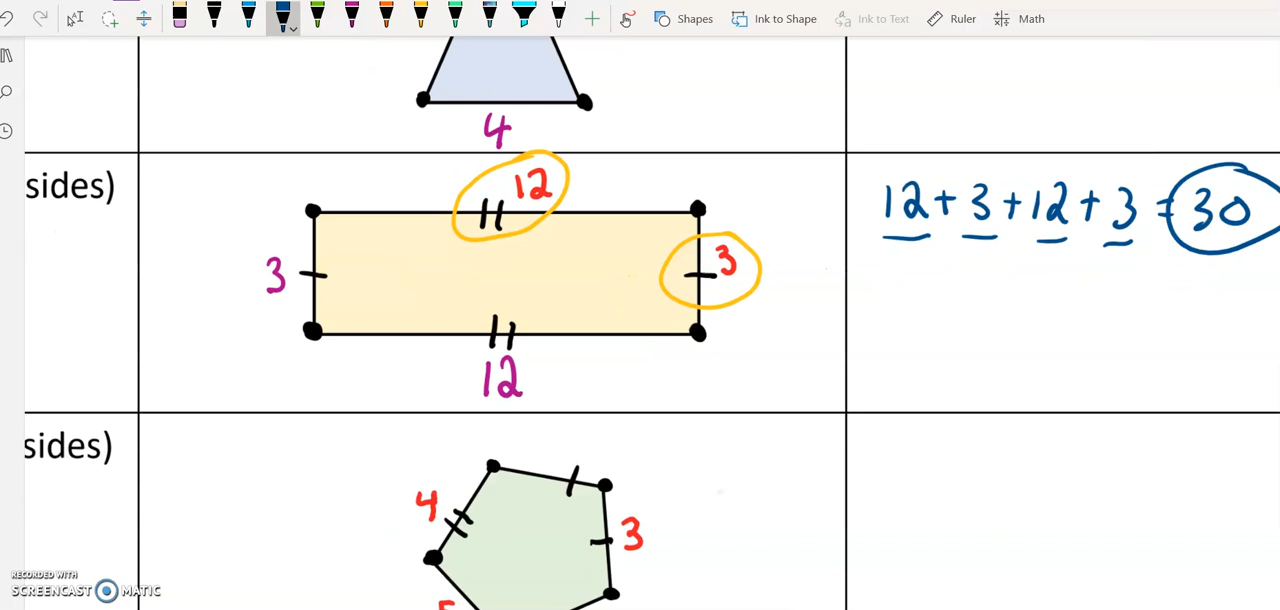 Shapes
Ink to Shape
Ink to Text
Ruler
Math
4
sides)
12
12 + 3 + 12 + 3 = 30
3
3
12
sides)
4
3
RECORDED WITH
SCREENCAST MATIC